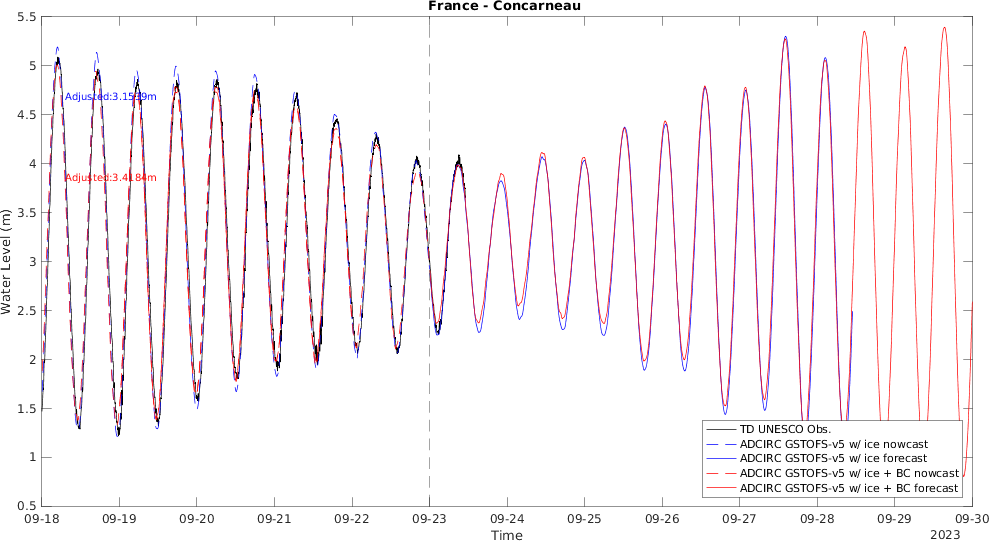 France - Concarneau
5.5
5
4.5
4
3.5
3
2.5
2
1.5
1
0.5
Water Level (m)
Adjusted:3.1599m
Adjusted:3.4184m
TD UNESCO Obs.
ADCIRC GSTOFS-v5 w/ ice nowcast
ADCIRC GSTOFS-v5 w/ ice forecast
ADCIRC GSTOFS-v5 w/ ice + BC nowcast
ADCIRC GSTOFS-v5 w/ ice + BC forecast
09-18 09-19 09-20 09-21 09-22 09-23 09-24 09-25 09-26 09-27 09-28 09-29 09-30
Time
2023